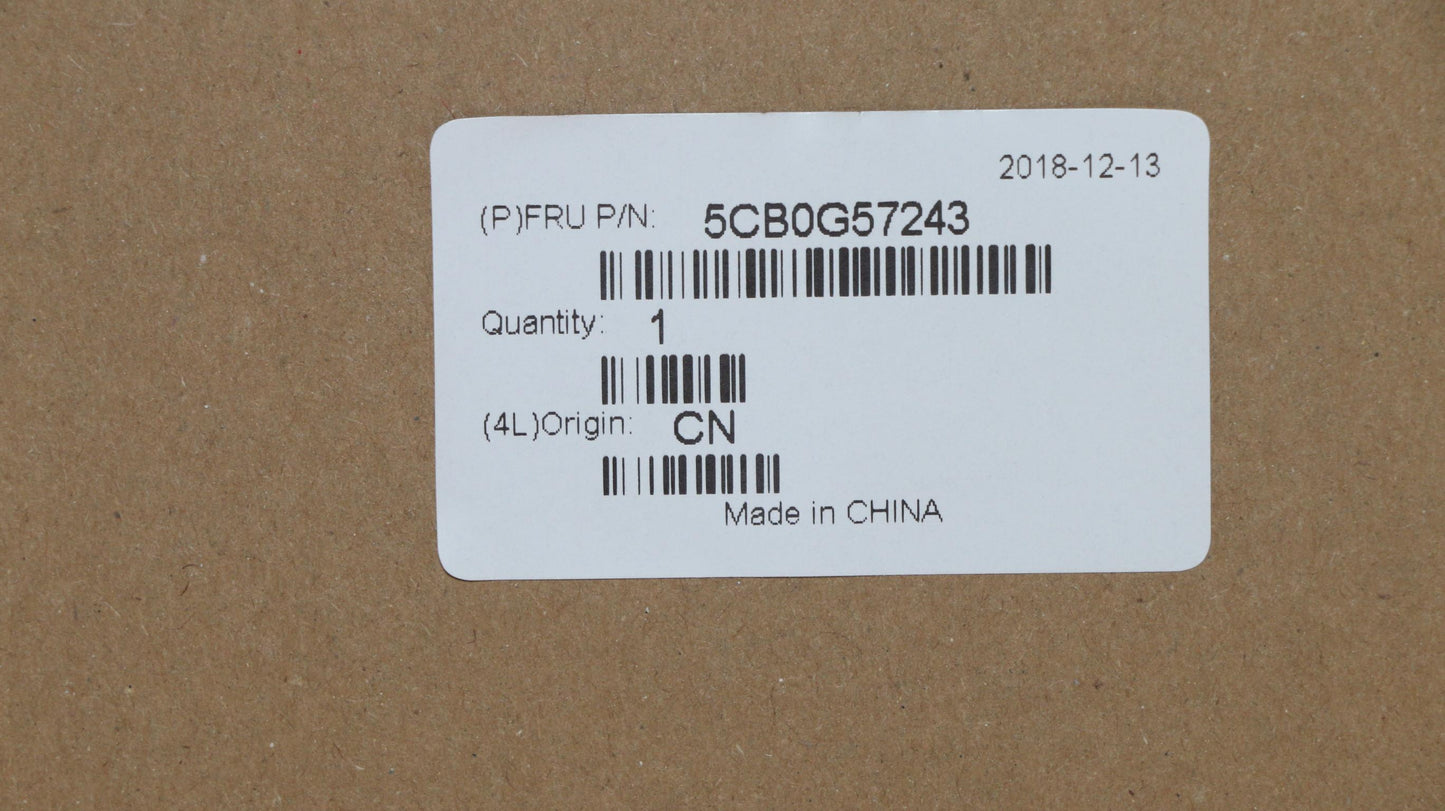 2018-12-13
(P)FRU P/N: 5CB0G57243
Quantity: 1
(4L)Origin: CN
Made in CHINA